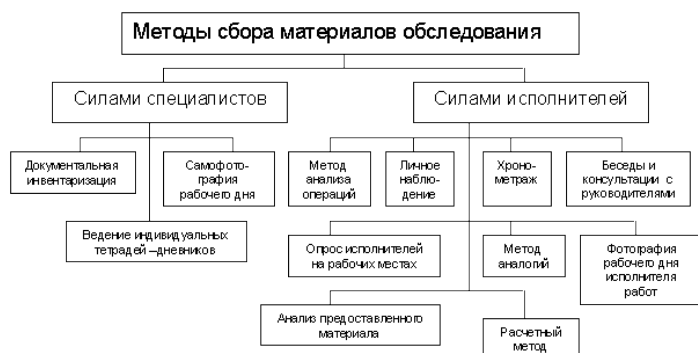 Методы сбора материалов обследования
Силами специалистов
Силами исполнителей
Документальная
инвентаризация
Самофото-
графия
рабочего дня
Метод
анализа
операций
Личное
наблю-
дение
Хроно-
метраж
Беседы и
консультации с
руководителями
Ведение индивидуальных
тетрадей –дневников
Опрос исполнителей
на рабочих местах
Метод
аналогий
Фотография
рабочего дня
исполнителя
работ
Анализ предоставленного
материала
Расчетный
метод